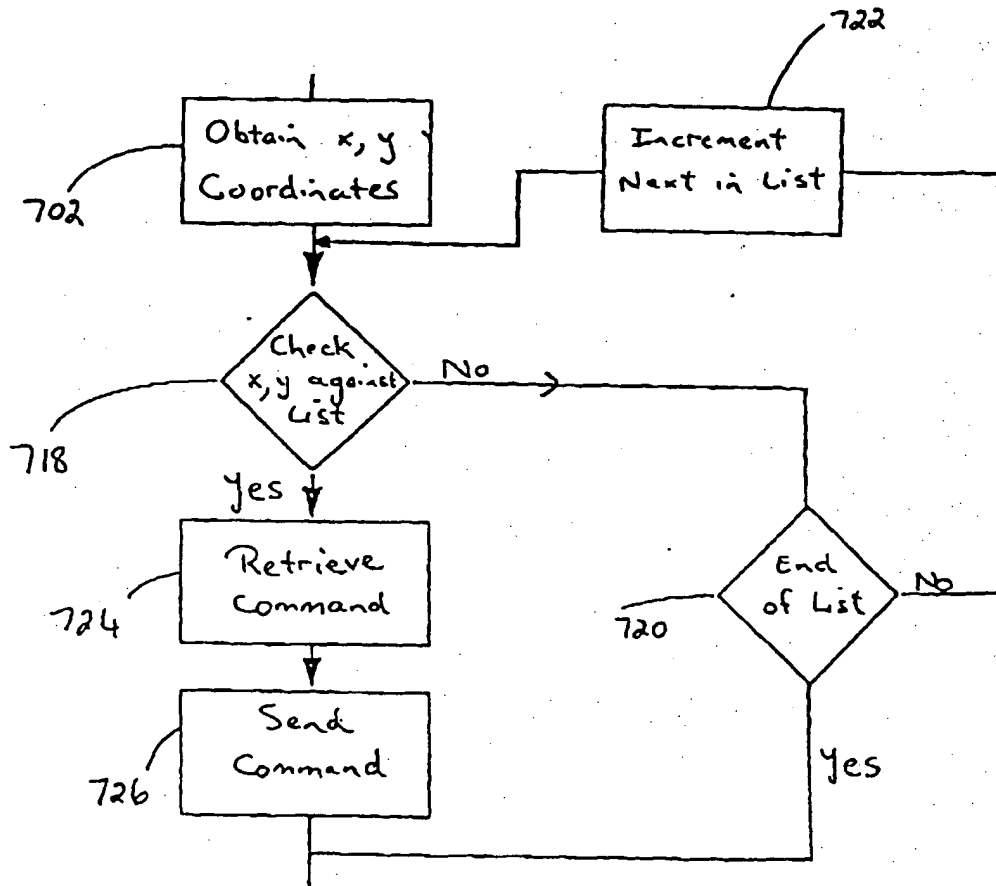 722
Obtain x, y
Coordinates
Increment
Next in List
702
Check
x, y against
List
No
718
Yes
Retrieve
Command
End
of List
No
724
720
Send
Command
Yes
726